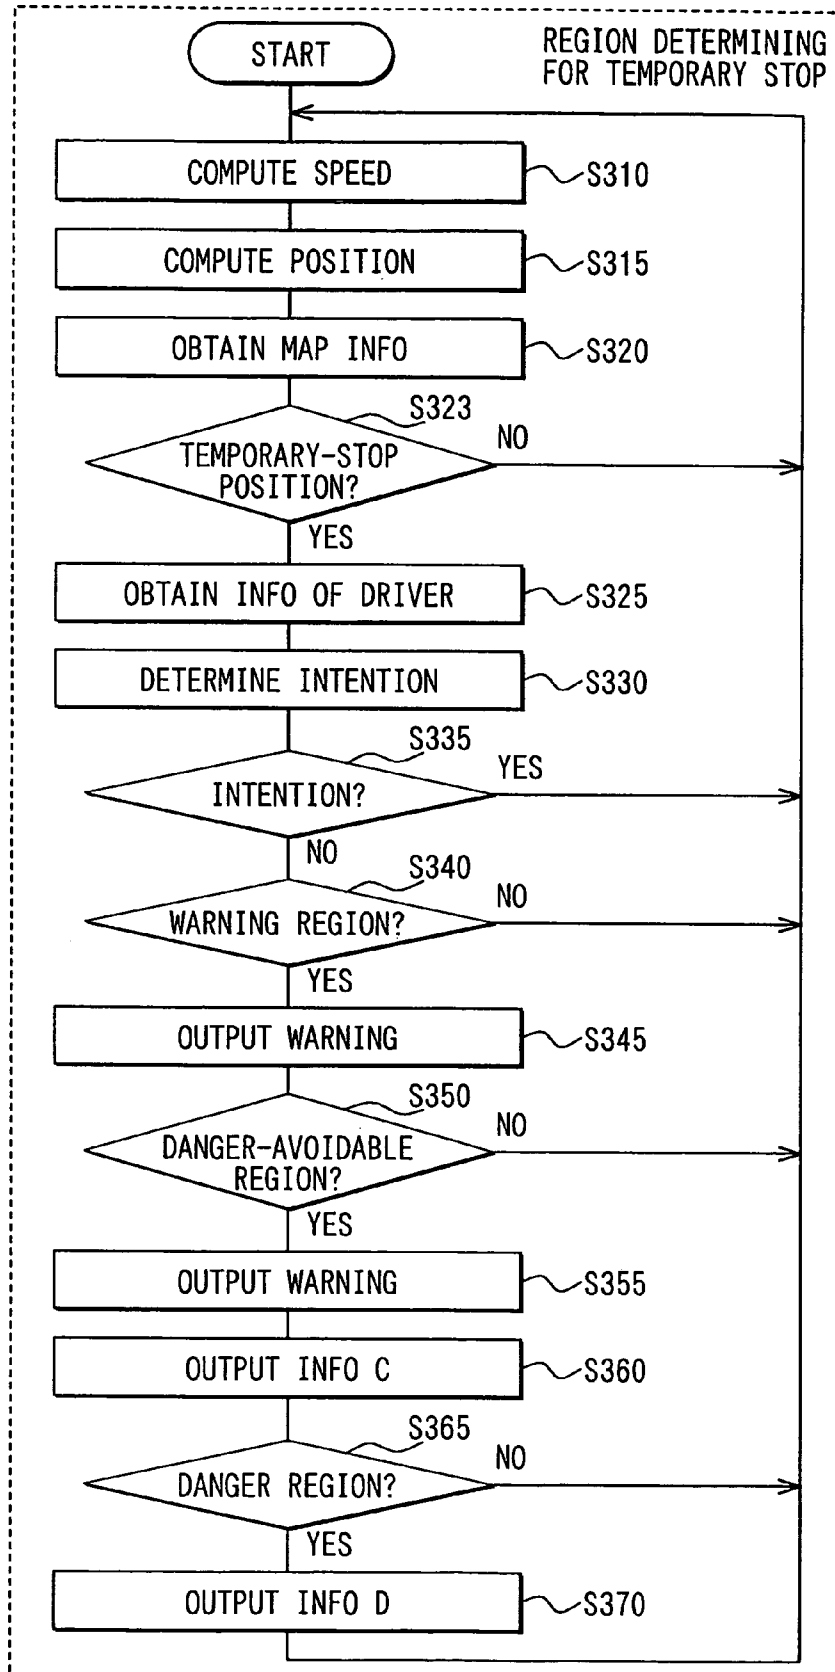 START
REGION DETERMINING
FOR TEMPORARY STOP
COMPUTE SPEED
S310
COMPUTE POSITION
S315
OBTAIN MAP INFO
S320
S323
NO
TEMPORARY-STOP
POSITION?
YES
OBTAIN INFO OF DRIVER
S325
DETERMINE INTENTION
S330
S335
YES
INTENTION?
NO
S340
NO
WARNING REGION?
YES
OUTPUT WARNING
S345
S350
NO
DANGER-AVOIDABLE
REGION?
YES
OUTPUT WARNING
S355
OUTPUT INFO C
S360
S365
NO
DANGER REGION?
YES
OUTPUT INFO D
S370